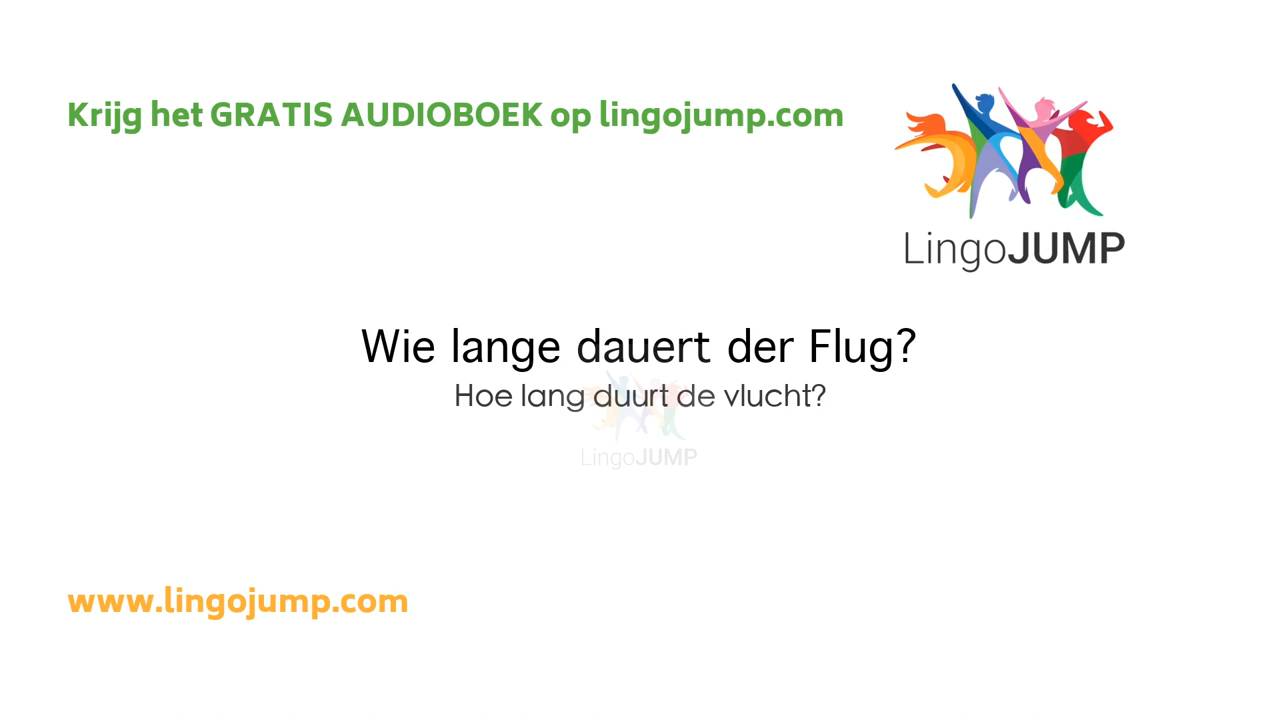 Krijg het GRATIS AUDIOBOEK op lingojump.com
LingoJUMP
Wie lange dauert der Flug?
Hoe lang duurt de vlucht?
LingoJUMP
www.lingojump.com